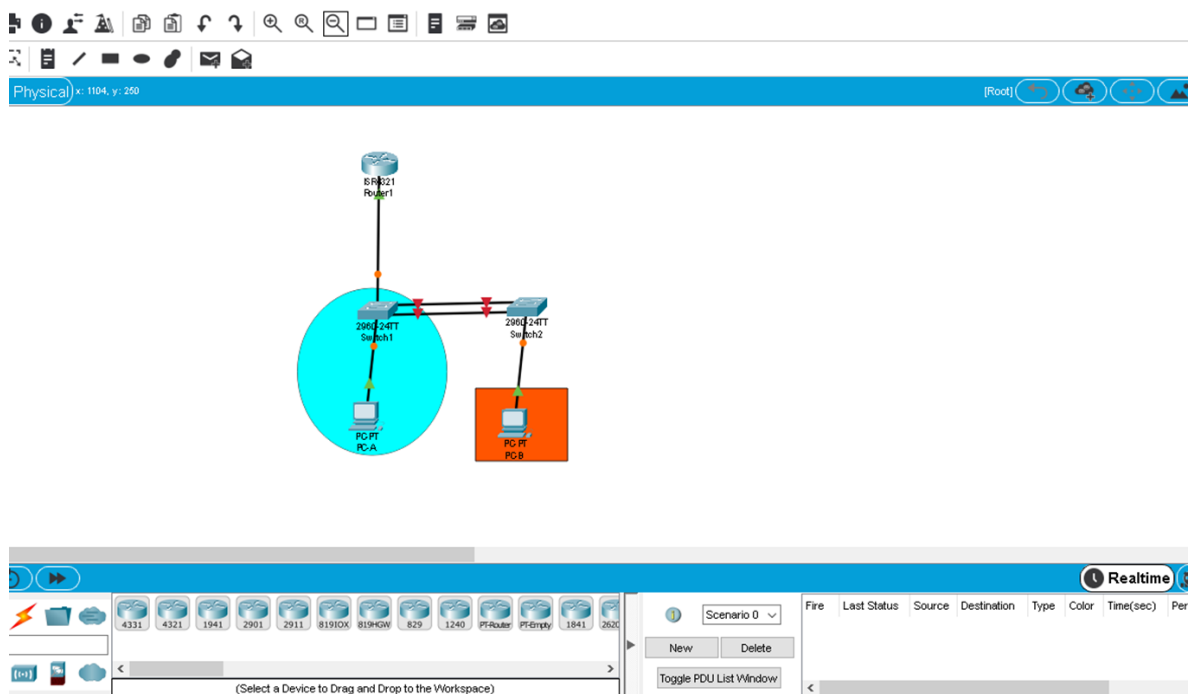 Physical x: 1104, y: 250 [Root]
ISR4321
Router1
2960-24TT
Switch1
2960-24TT
Switch2
PC-PT
PC-A
PC-PT
PC-B
Realtime
4331 4321 1941 2901 2911 819IOX 819HGW 829 1240 PT-Router PT-Empty 1841 2620
(Select a Device to Drag and Drop to the Workspace)
Scenario 0
New Delete
Toggle PDU List Window
Fire Last Status Source Destination Type Color Time(sec) Per